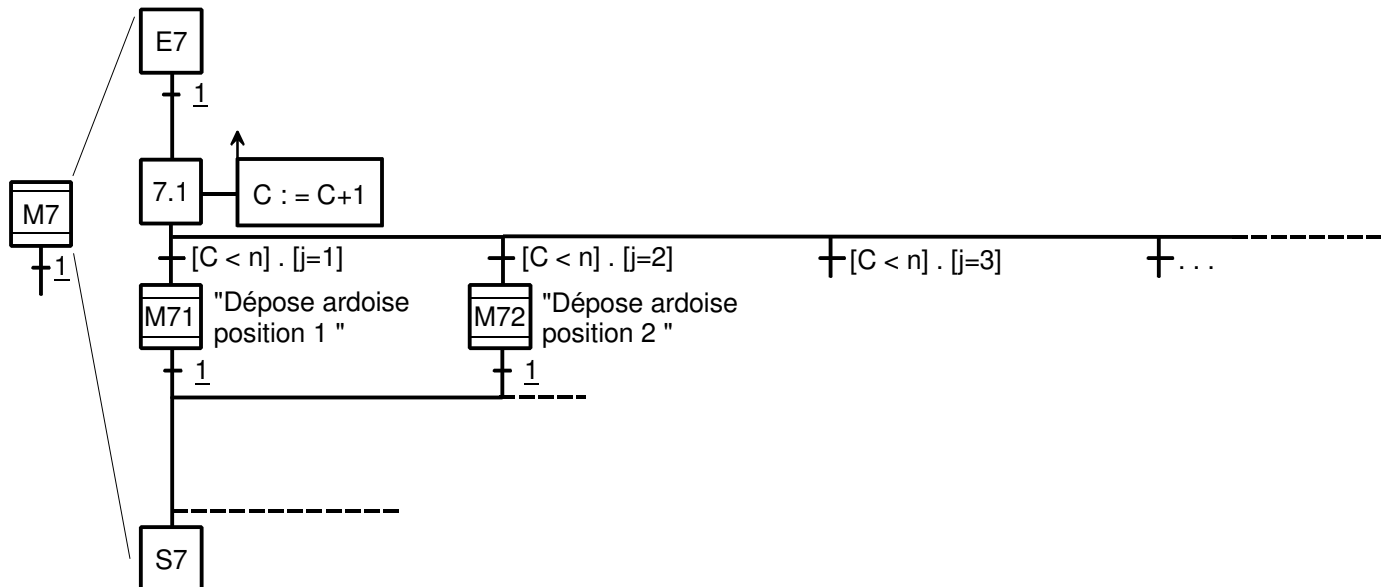 E7
1
7.1
C : = C+1
M7
1
[C < n] . [j=1]
[C < n] . [j=2]
[C < n] . [j=3]
. . .
M71
"Dépose ardoise
position 1 "
M72
"Dépose ardoise
position 2 "
1
1
S7